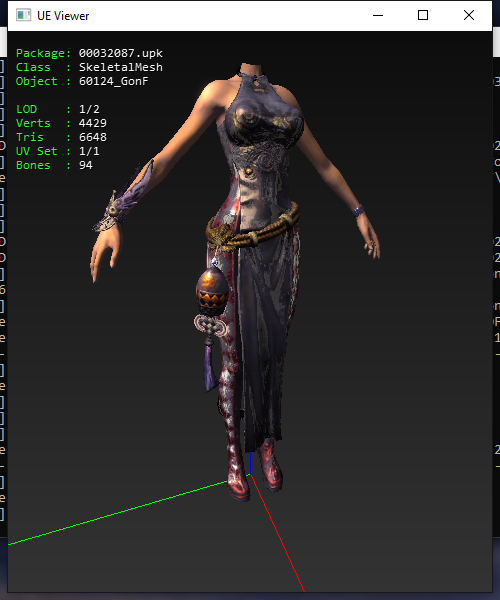 UE Viewer
Package: 00032087.upk
Class : SkeletalMesh
Object : 60124_GonF
LOD : 1/2
Verts : 4429
Tris : 6648
UV Set : 1/1
Bones : 94